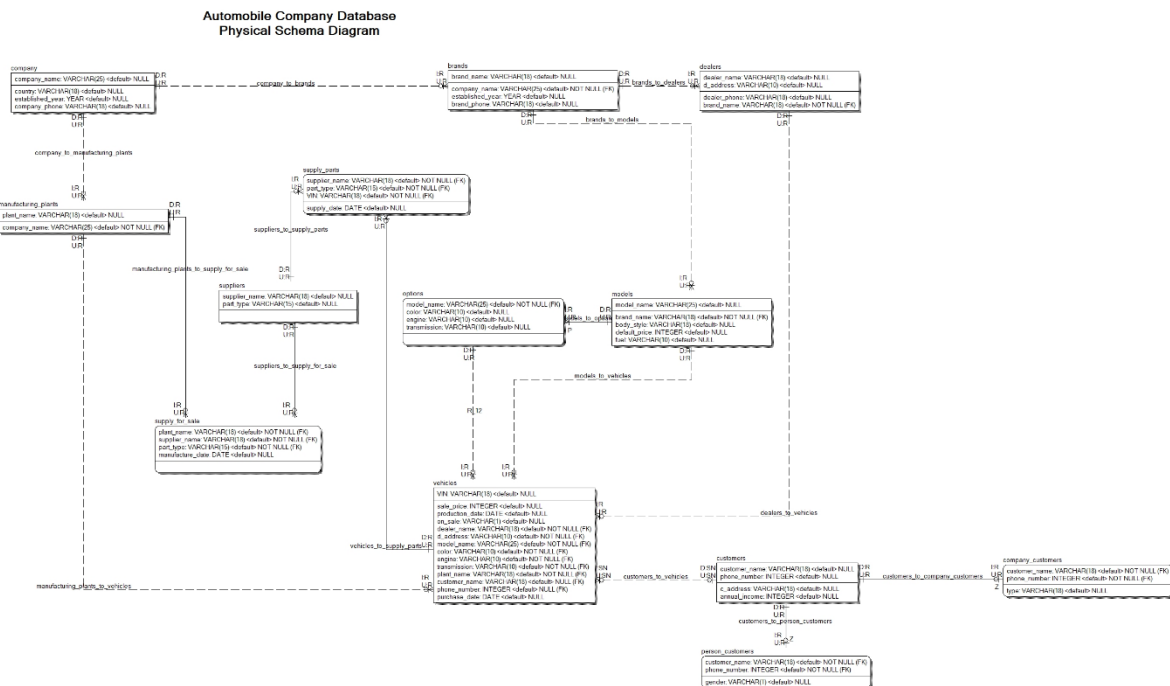 Automobile Company Database
Physical Schema Diagram
company
company_name: VARCHAR(25) <default> NULL
country: VARCHAR(18) <default> NULL
established_year: YEAR <default> NULL
company_phone: VARCHAR(18) <default> NULL
D:R
U:R
company_to_brands
I:R
U:R
brands
brand_name: VARCHAR(18) <default> NULL
company_name: VARCHAR(25) <default> NOT NULL (FK)
established_year: YEAR <default> NULL
brand_phone: VARCHAR(18) <default> NULL
D:R
U:R
brands_to_dealers
I:R
U:R
dealers
dealer_name: VARCHAR(18) <default> NULL
d_address: VARCHAR(10) <default> NULL
dealer_phone: VARCHAR(18) <default> NULL
brand_name: VARCHAR(18) <default> NOT NULL (FK)
D:R
U:R
D:R
U:R
brands_to_models
D:R
U:R
company_to_manufacturing_plants
I:R
U:R
manufacturing_plants
plant_name: VARCHAR(18) <default> NULL
company_name: VARCHAR(25) <default> NOT NULL (FK)
D:R
U:R
D:R
U:R
supply_parts
supplier_name: VARCHAR(18) <default> NOT NULL (FK)
part_type: VARCHAR(15) <default> NOT NULL (FK)
VIN: VARCHAR(18) <default> NOT NULL (FK)
supply_date: DATE <default> NULL
I:R
U:R
I:R
U:R
suppliers_to_supply_parts
manufacturing_plants_to_supply_for_sale
D:R
U:R
suppliers
supplier_name: VARCHAR(18) <default> NULL
part_type: VARCHAR(15) <default> NULL
D:R
U:R
suppliers_to_supply_for_sale
options
model_name: VARCHAR(25) <default> NOT NULL (FK)
color: VARCHAR(10) <default> NULL
engine: VARCHAR(10) <default> NULL
transmission: VARCHAR(10) <default> NULL
D:R
I:R
U:R
models
model_name: VARCHAR(25) <default> NULL
brand_name: VARCHAR(18) <default> NOT NULL (FK)
body_style: VARCHAR(18) <default> NULL
default_price: INTEGER <default> NULL
fuel: VARCHAR(10) <default> NULL
D:R
U:R
D:R
U:R
models_to_vehicles
I:R
U:R
I:R
U:R
supply_for_sale
plant_name: VARCHAR(18) <default> NOT NULL (FK)
supplier_name: VARCHAR(18) <default> NOT NULL (FK)
part_type: VARCHAR(15) <default> NOT NULL (FK)
manufacture_date: DATE <default> NULL
R_12
I:R
U:R
I:R
U:R
vehicles
VIN: VARCHAR(18) <default> NULL
sale_price: INTEGER <default> NULL
production_date: DATE <default> NULL
on_sale: VARCHAR(1) <default> NULL
dealer_name: VARCHAR(18) <default> NOT NULL (FK)
d_address: VARCHAR(10) <default> NOT NULL (FK)
model_name: VARCHAR(25) <default> NOT NULL (FK)
color: VARCHAR(10) <default> NOT NULL (FK)
engine: VARCHAR(10) <default> NOT NULL (FK)
transmission: VARCHAR(10) <default> NOT NULL (FK)
plant_name: VARCHAR(18) <default> NOT NULL (FK)
customer_name: VARCHAR(18) <default> NULL (FK)
phone_number: INTEGER <default> NULL (FK)
purchase_date: DATE <default> NULL
I:R
U:R
dealers_to_vehicles
vehicles_to_supply_parts
D:R
U:R
manufacturing_plants_to_vehicles
I:R
U:R
I:SN
U:SN
customers_to_vehicles
D:SN
U:SN
customers
customer_name: VARCHAR(18) <default> NULL
phone_number: INTEGER <default> NULL
c_address: VARCHAR(18) <default> NULL
annual_income: INTEGER <default> NULL
D:R
U:R
customers_to_company_customers
I:R
U:R
Z
company_customers
customer_name: VARCHAR(18) <default> NOT NULL (FK)
phone_number: INTEGER <default> NOT NULL (FK)
type: VARCHAR(18) <default> NULL
D:R
U:R
customers_to_person_customers
I:R
U:R
Z
person_customers
customer_name: VARCHAR(18) <default> NOT NULL (FK)
phone_number: INTEGER <default> NOT NULL (FK)
gender: VARCHAR(1) <default> NULL